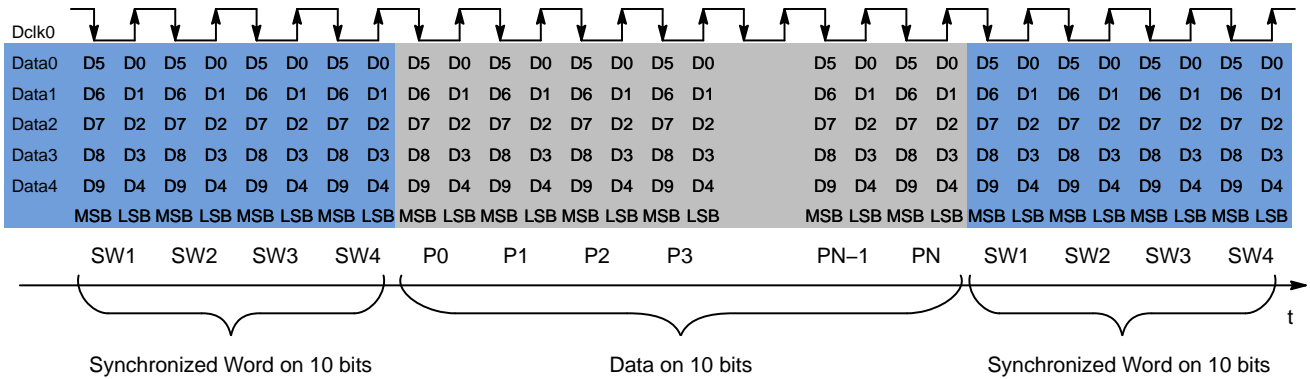 Dclk0
Data0 D5 D0 D5 D0 D5 D0 D5 D0 D5 D0 D5 D0 D5 D0 D5 D0 D5 D0 D5 D0 D5 D0 D5 D0 D5 D0 D5 D0
Data1 D6 D1 D6 D1 D6 D1 D6 D1 D6 D1 D6 D1 D6 D1 D6 D1 D6 D1 D6 D1 D6 D1 D6 D1 D6 D1 D6 D1
Data2 D7 D2 D7 D2 D7 D2 D7 D2 D7 D2 D7 D2 D7 D2 D7 D2 D7 D2 D7 D2 D7 D2 D7 D2 D7 D2 D7 D2
Data3 D8 D3 D8 D3 D8 D3 D8 D3 D8 D3 D8 D3 D8 D3 D8 D3 D8 D3 D8 D3 D8 D3 D8 D3 D8 D3 D8 D3
Data4 D9 D4 D9 D4 D9 D4 D9 D4 D9 D4 D9 D4 D9 D4 D9 D4 D9 D4 D9 D4 D9 D4 D9 D4 D9 D4 D9 D4
MSB LSB MSB LSB MSB LSB MSB LSB MSB LSB MSB LSB MSB LSB MSB LSB MSB LSB MSB LSB MSB LSB MSB LSB MSB LSB MSB LSB
SW1 SW2 SW3 SW4 P0 P1 P2 P3 PN–1 PN SW1 SW2 SW3 SW4
t
Synchronized Word on 10 bits Data on 10 bits Synchronized Word on 10 bits